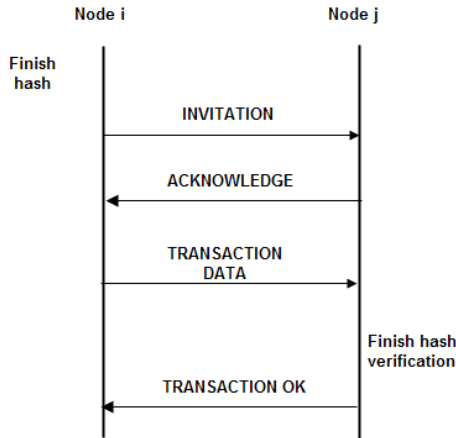 Node i
Node j
Finish
hash
INVITATION
ACKNOWLEDGE
TRANSACTION
DATA
Finish hash
verification
TRANSACTION OK